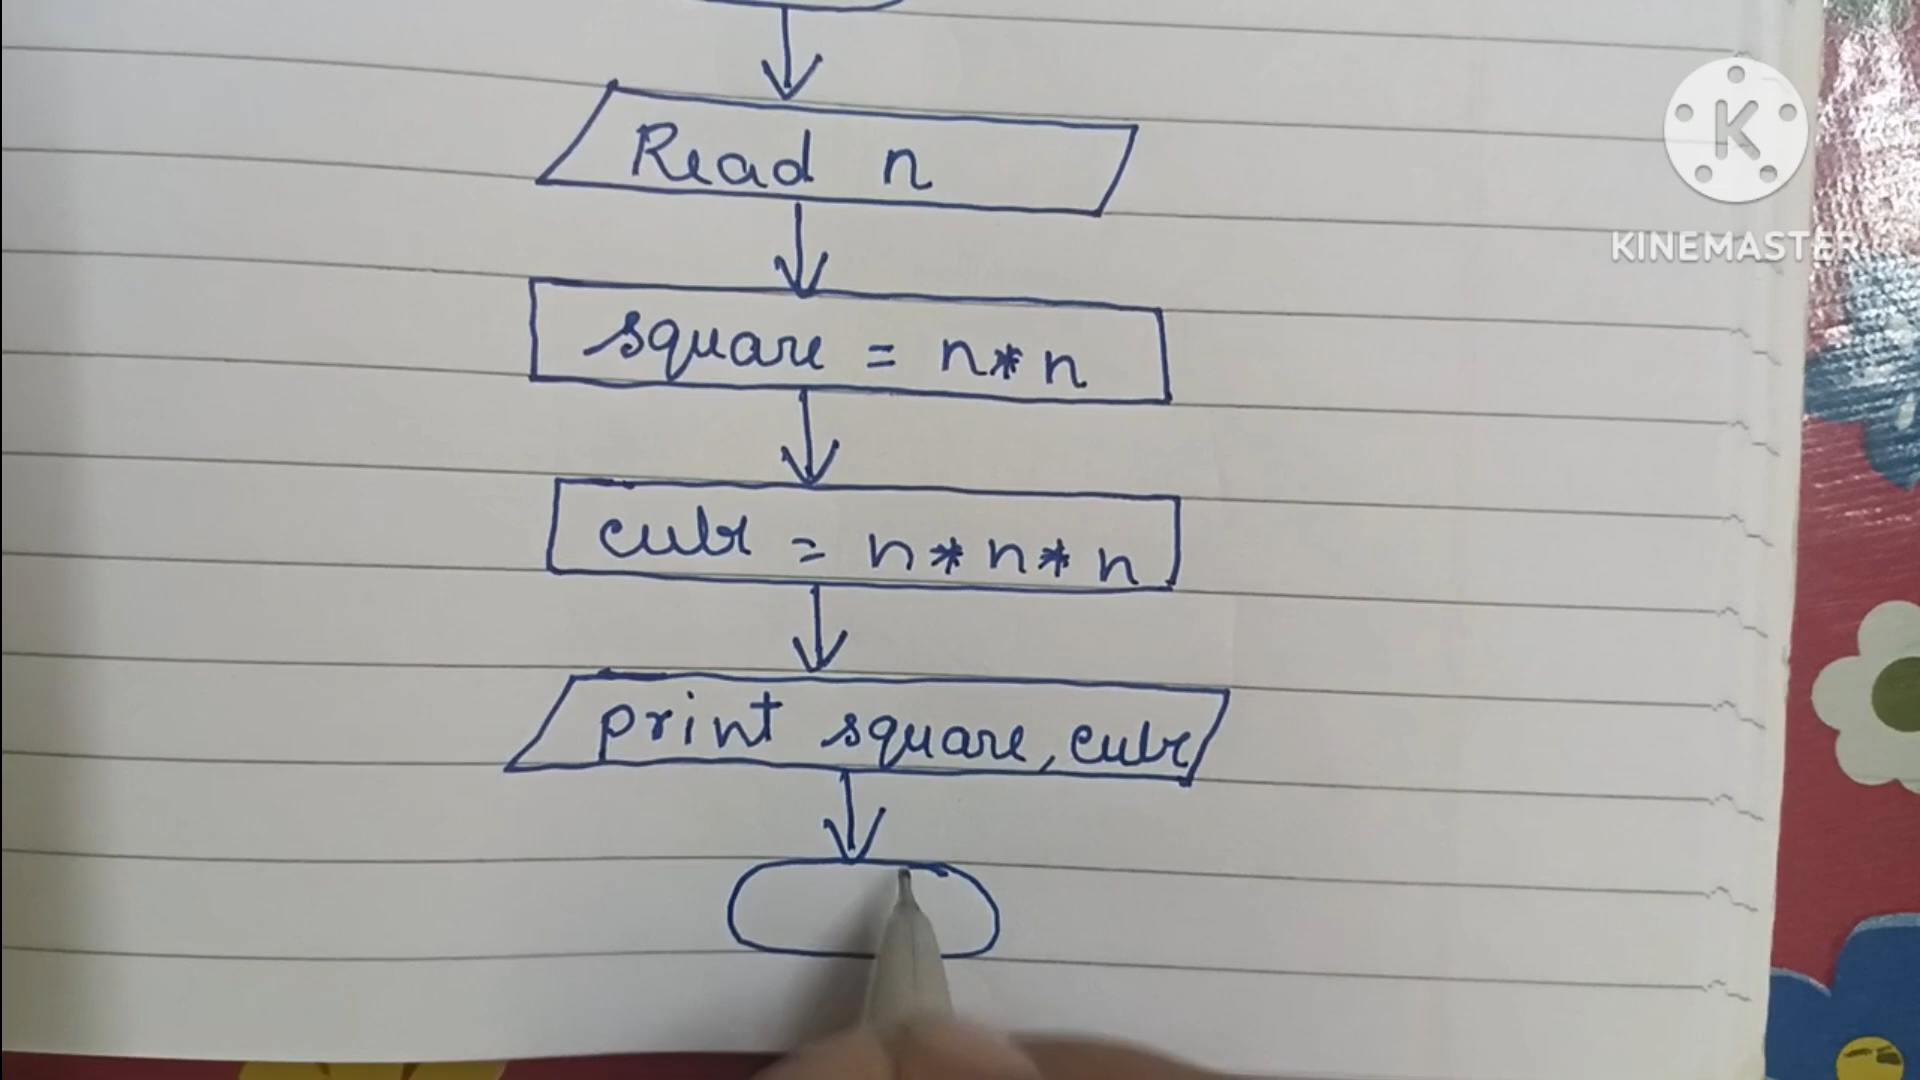 Read n
square = n*n
cube = n*n*n
print square, cube
K
KINEMASTER